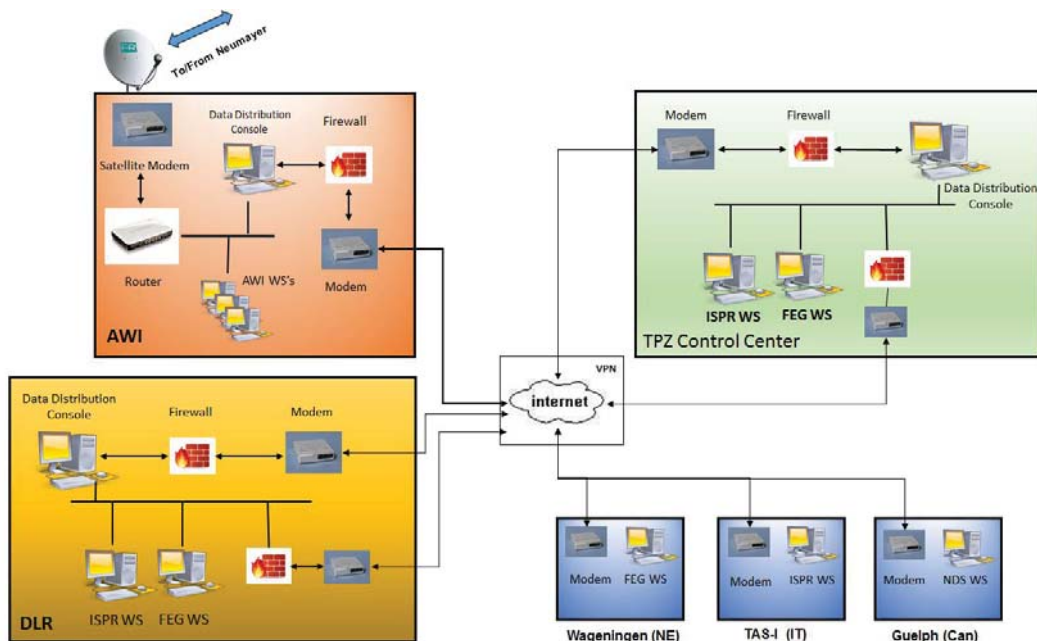 To/From Neumayer
Data Distribution
Console
Firewall
Satellite Modem
Router
AWI WS's
Modem
AWI
Modem
Firewall
Data Distribution
Console
ISPR WS
FEG WS
TPZ Control Center
VPN
internet
Data Distribution
Console
Firewall
Modem
ISPR WS
FEG WS
DLR
Modem
FEG WS
Wageningen (NE)
Modem
ISPR WS
TAS-I (IT)
Modem
NDS WS
Guelph (Can)